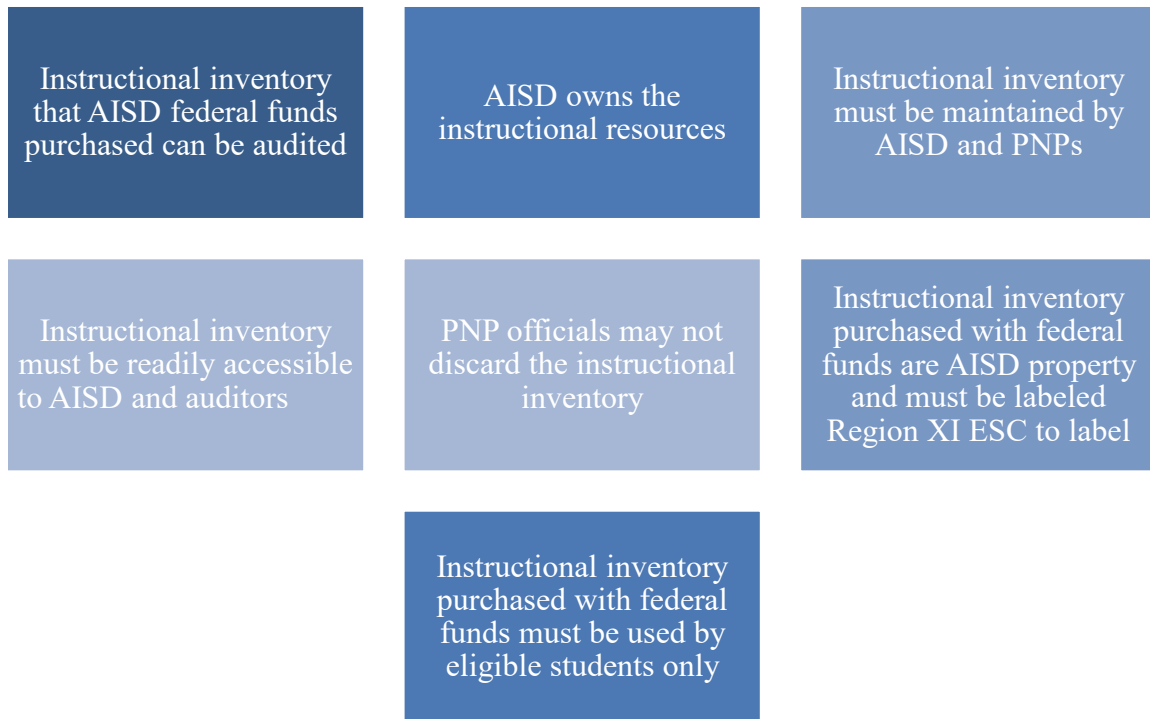 Instructional inventory
that AISD federal funds
purchased can be audited
AISD owns the
instructional resources
Instructional inventory
must be maintained by
AISD and PNPs
Instructional inventory
must be readily accessible
to AISD and auditors
PNP officials may not
discard the instructional
inventory
Instructional inventory
purchased with federal
funds are AISD property
and must be labeled
Region XI ESC to label
Instructional inventory
purchased with federal
funds must be used by
eligible students only